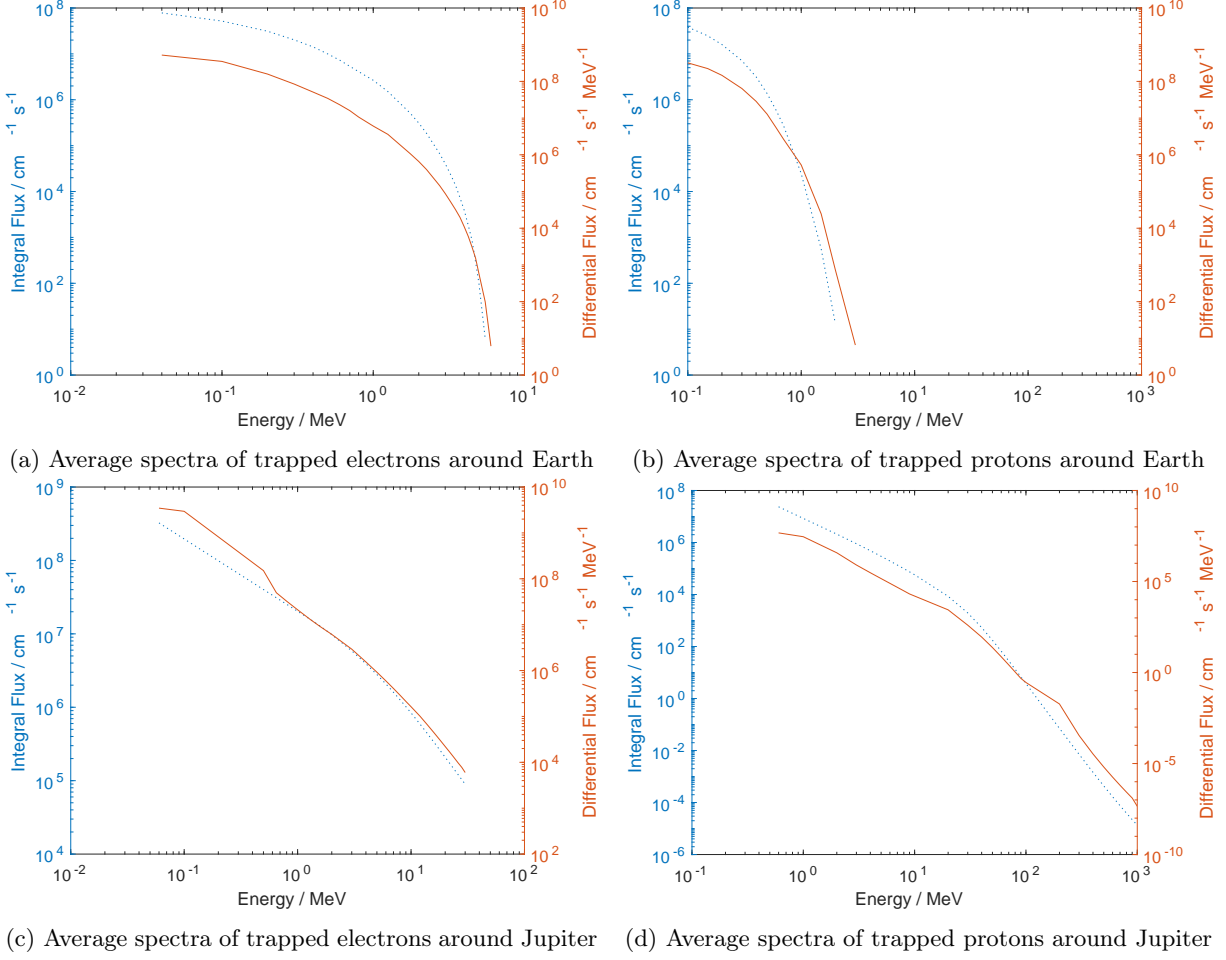 10^8
10^6
10^4
10^2
10^0
Integral Flux / cm -1 s^-1
10^10
10^8
10^6
10^4
10^2
10^0
Differential Flux / cm -1 s^-1 MeV^-1
10^-2 10^-1 10^0 10^1
Energy / MeV
(a) Average spectra of trapped electrons around Earth
10^8
10^6
10^4
10^2
10^0
Integral Flux / cm -1 s^-1
10^10
10^8
10^6
10^4
10^2
10^0
Differential Flux / cm -1 s^-1 MeV^-1
10^-1 10^0 10^1 10^2 10^3
Energy / MeV
(b) Average spectra of trapped protons around Earth
10^9
10^8
10^7
10^6
10^5
10^4
Integral Flux / cm -1 s^-1
10^10
10^8
10^6
10^4
10^2
Differential Flux / cm -1 s^-1 MeV^-1
10^-2 10^-1 10^0 10^1 10^2
Energy / MeV
(c) Average spectra of trapped electrons around Jupiter
10^8
10^6
10^4
10^2
10^0
10^-2
10^-4
10^-6
Integral Flux / cm -1 s^-1
10^10
10^5
10^0
10^-5
10^-10
Differential Flux / cm -1 s^-1 MeV^-1
10^-1 10^0 10^1 10^2 10^3
Energy / MeV
(d) Average spectra of trapped protons around Jupiter